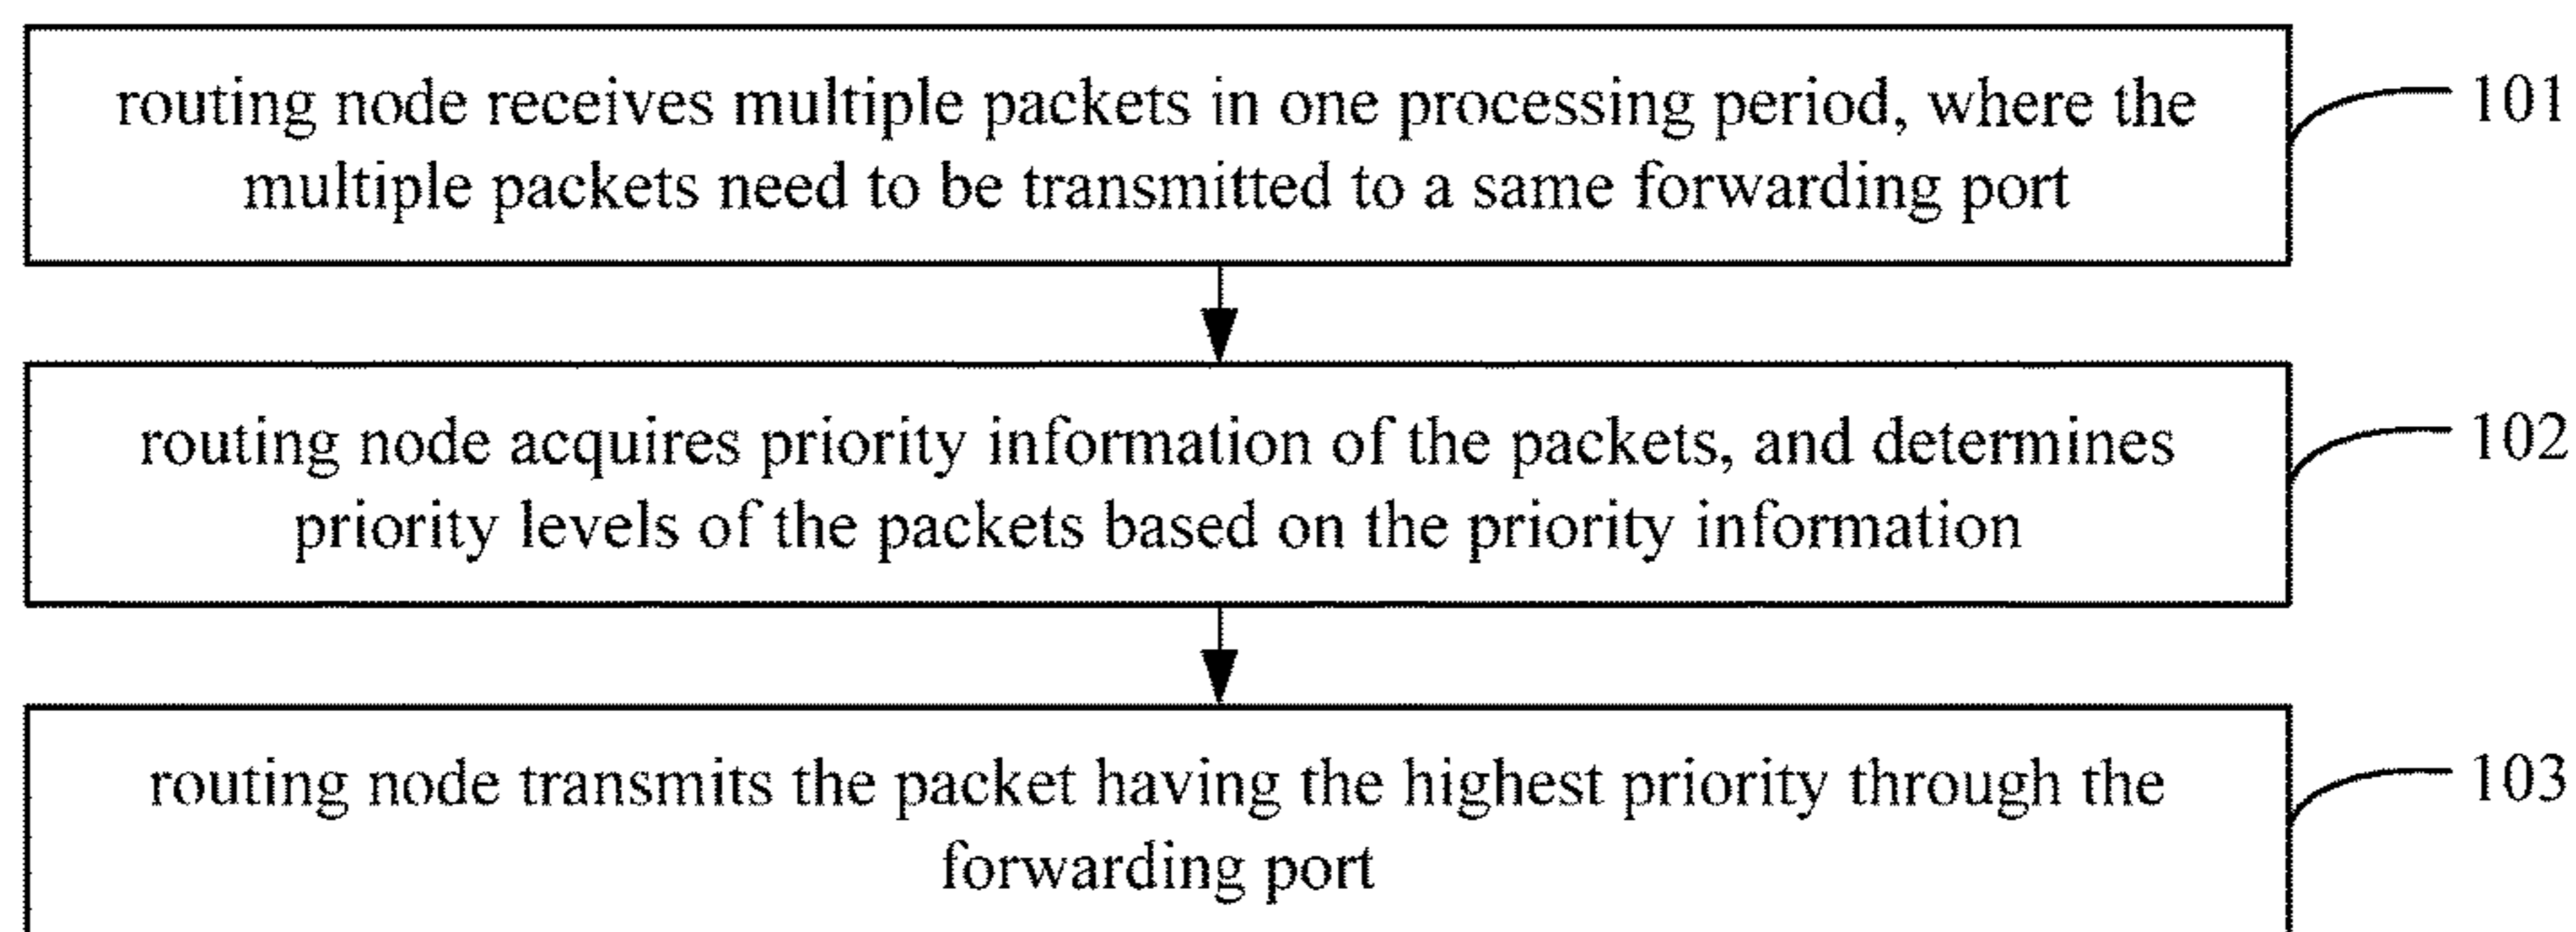 routing node receives multiple packets in one processing period, where the
multiple packets need to be transmitted to a same forwarding port
101
routing node acquires priority information of the packets, and determines
priority levels of the packets based on the priority information
102
routing node transmits the packet having the highest priority through the
forwarding port
103